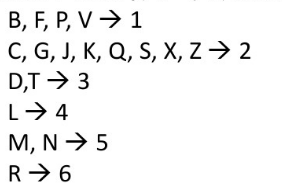 B, F, P, V → 1
C, G, J, K, Q, S, X, Z → 2
D,T → 3
L → 4
M, N → 5
R → 6